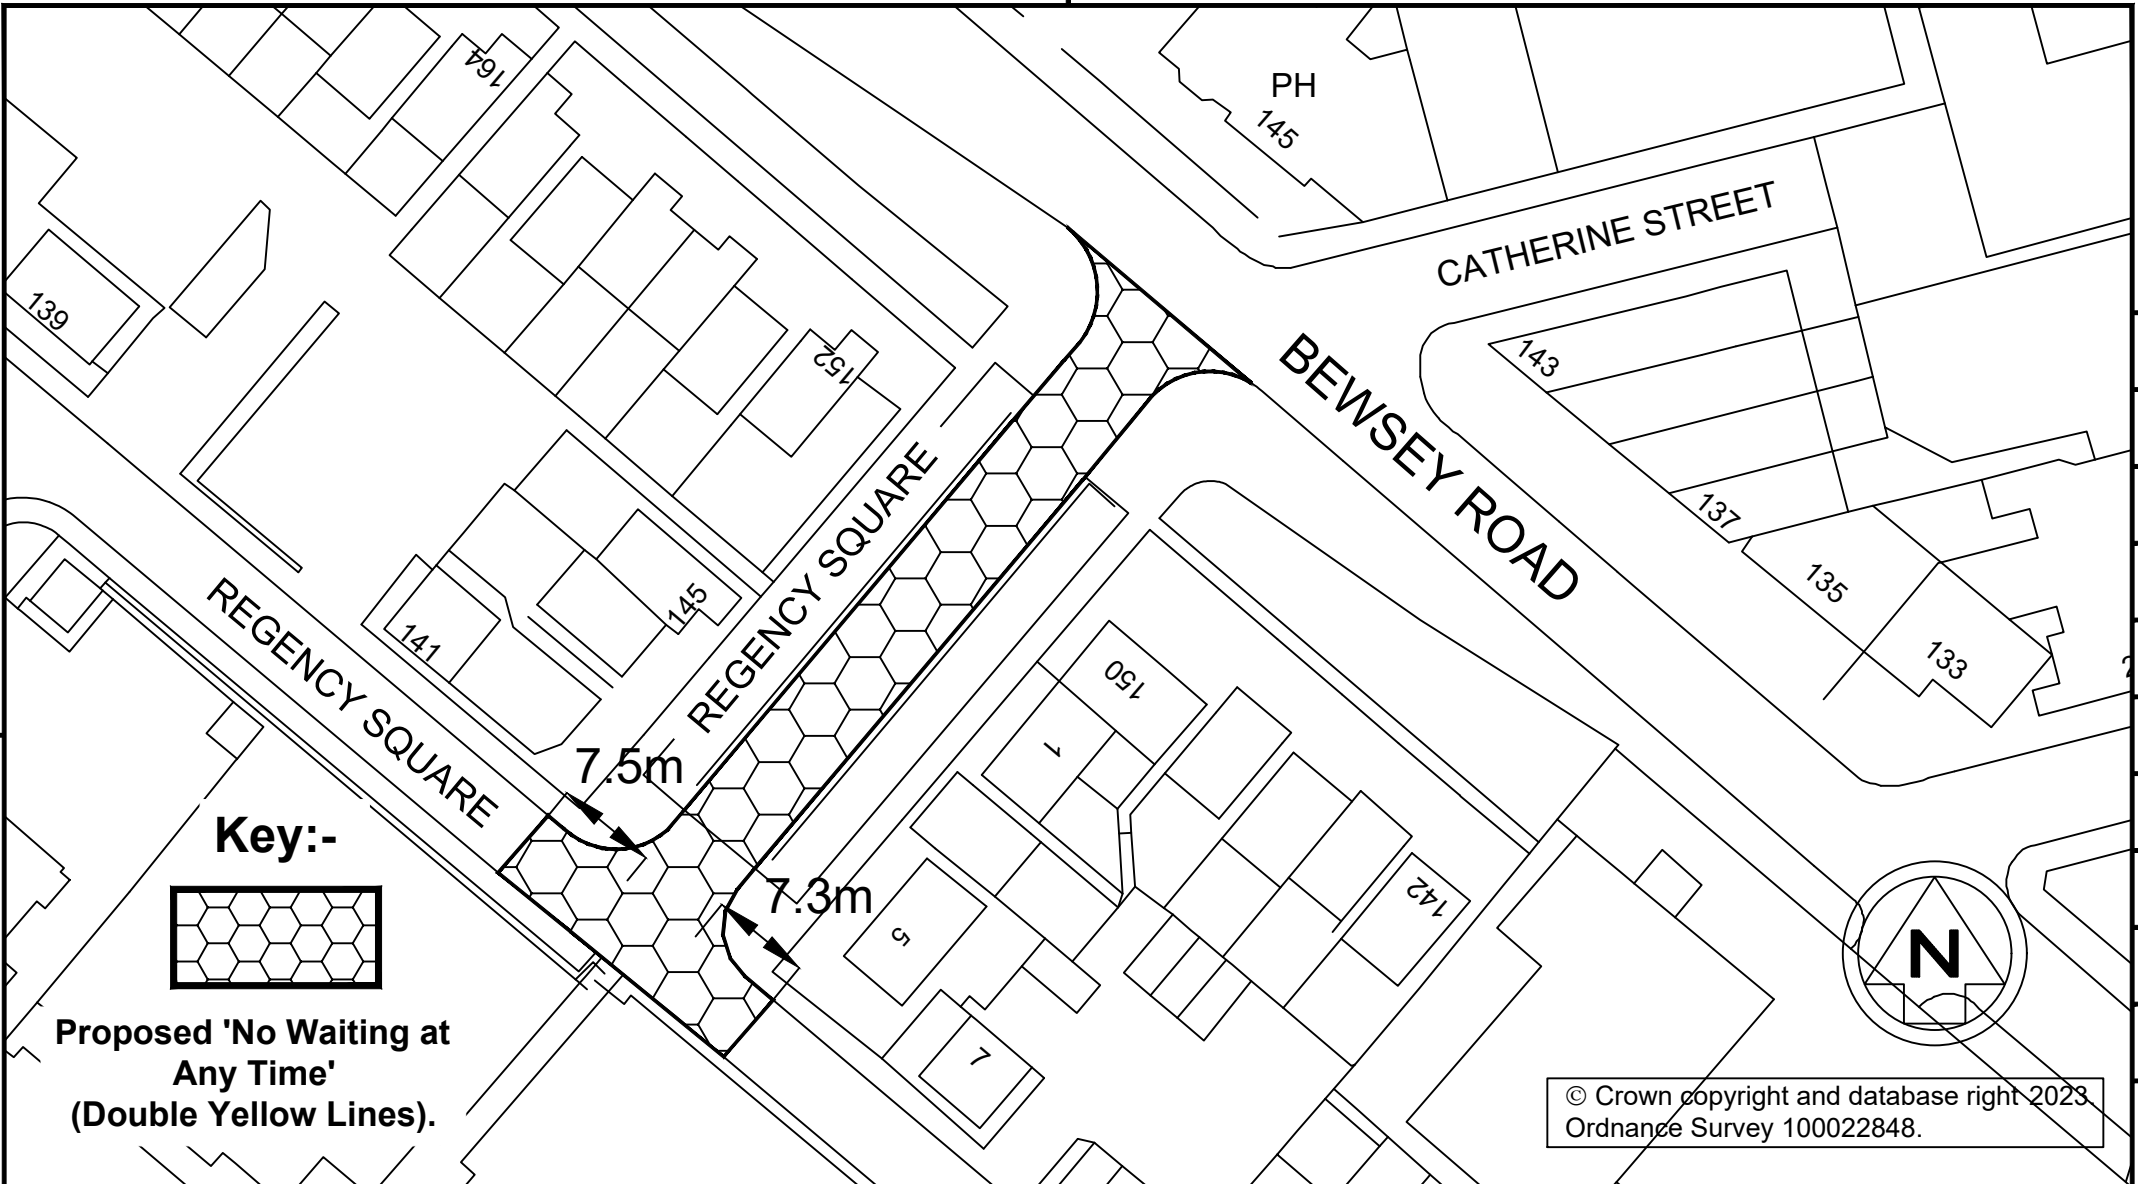 164
PH
145
CATHERINE STREET
139
152
143
BEWSEY ROAD
137
REGENCY SQUARE
145
141
135
133
REGENCY SQUARE
150
1
7.5m
7.3m
142
5
7
Key:-
Proposed 'No Waiting at
Any Time'
(Double Yellow Lines).
N
© Crown copyright and database right 2023.
Ordnance Survey 100022848.